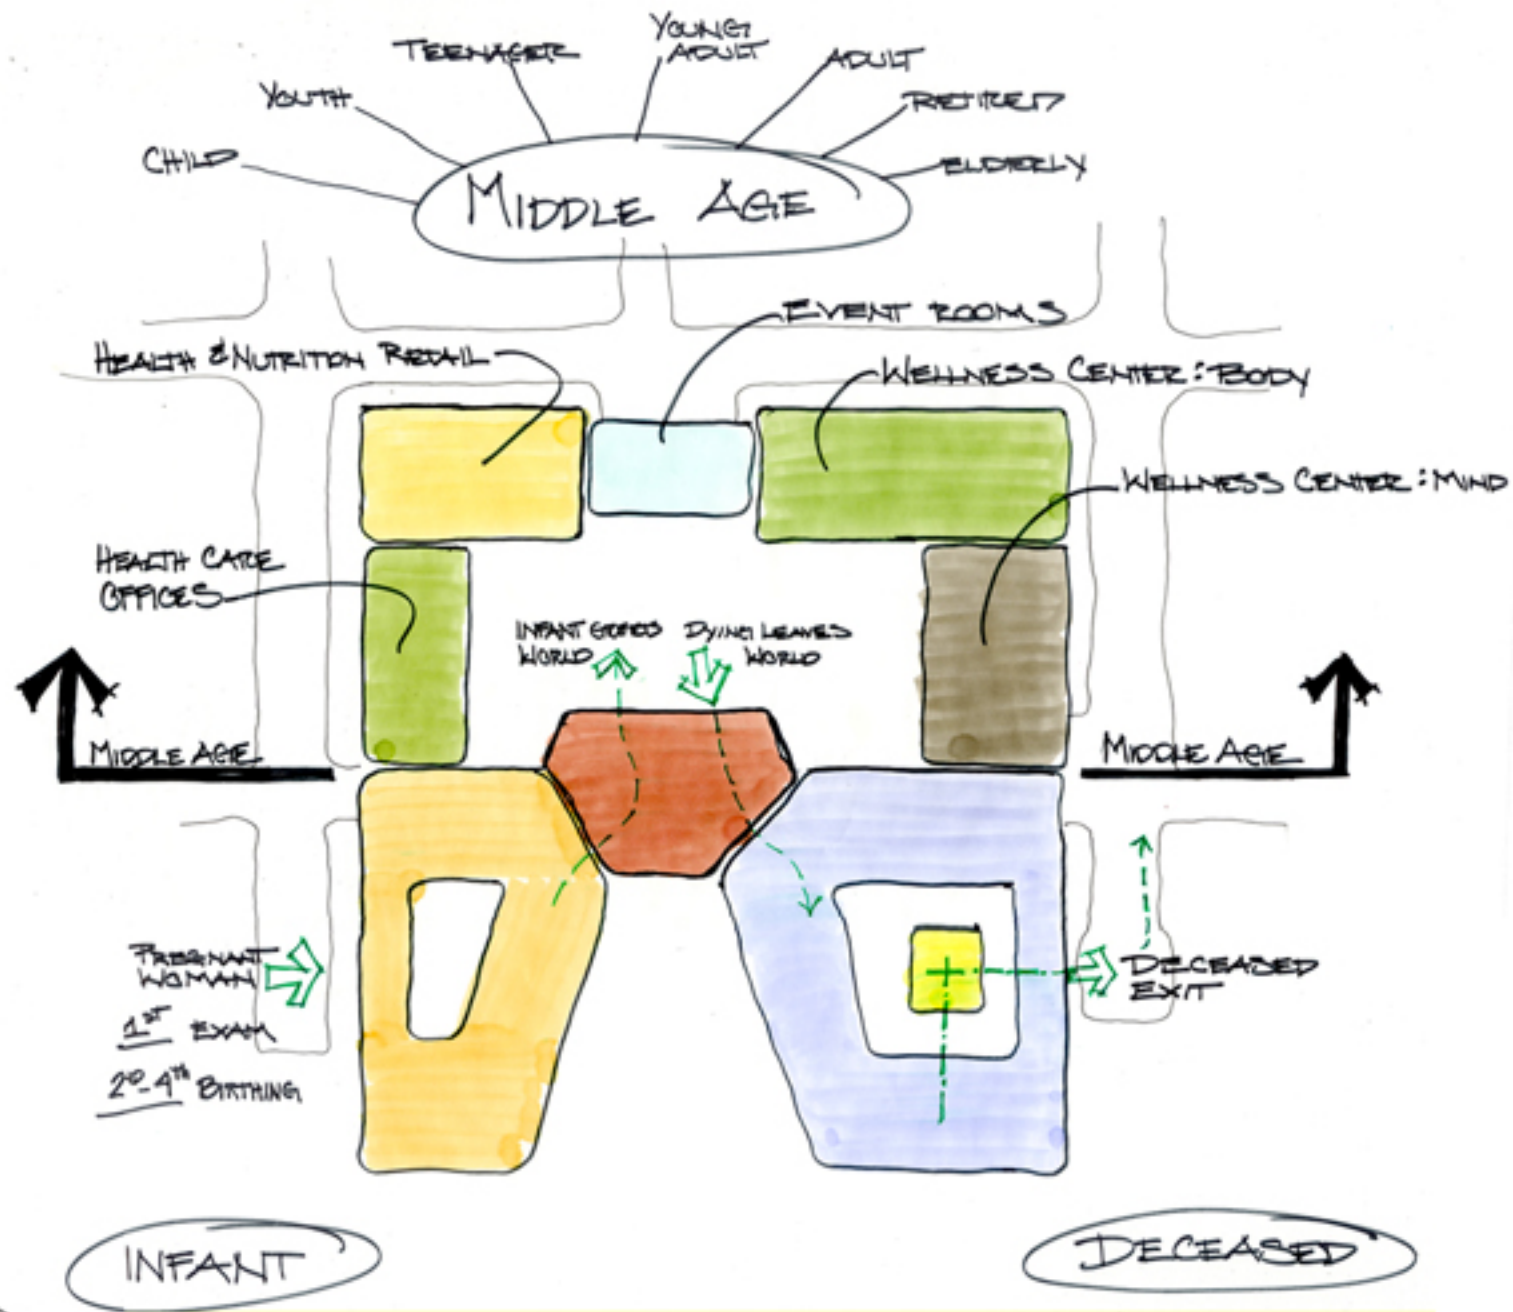 YOUNG
ADULT
TEENAGER
ADULT
YOUTH
RETIRED
CHILD
ELDERLY
MIDDLE AGE
EVENT ROOMS
HEALTH & NUTRITION RETAIL
WELLNESS CENTER: BODY
WELLNESS CENTER: MIND
HEALTH CARE
OFFICES
INFANT GOES
WORLD
DYING LEAVES
WORLD
MIDDLE AGE
MIDDLE AGE
PREGNANT
WOMAN
1ST EXAM
2D-4TH BIRTHING
DECEASED
EXIT
INFANT
DECEASED